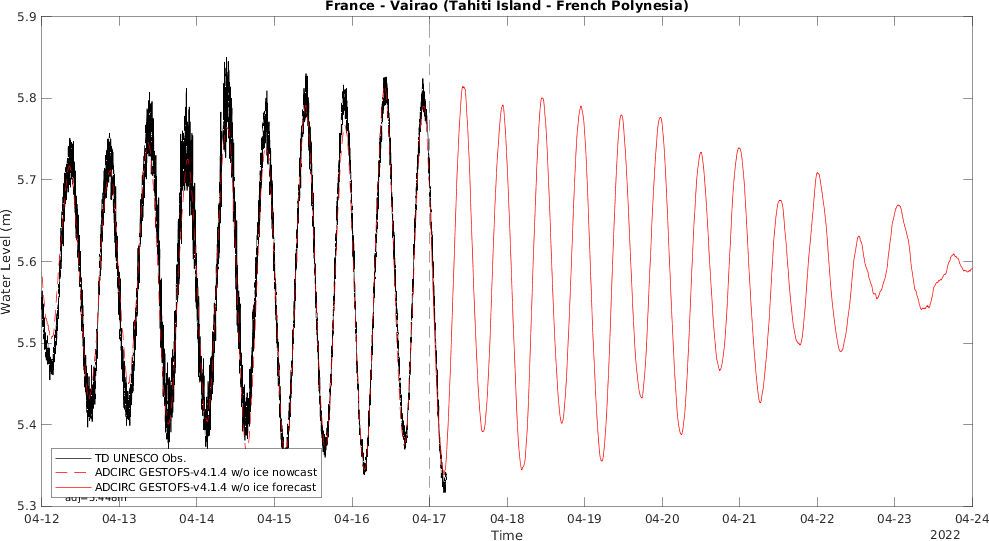 France - Vairao (Tahiti Island - French Polynesia)
5.9
5.8
5.7
5.6
5.5
5.4
5.3
Water Level (m)
TD UNESCO Obs.
ADCIRC GESTOFS-v4.1.4 w/o ice nowcast
ADCIRC GESTOFS-v4.1.4 w/o ice forecast
04-12 04-13 04-14 04-15 04-16 04-17 04-18 04-19 04-20 04-21 04-22 04-23 04-24
Time
2022